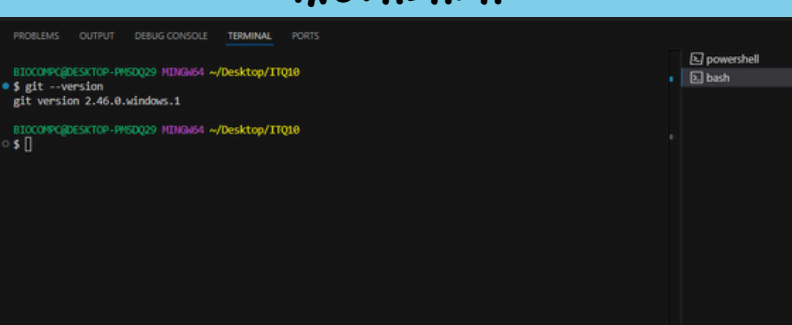 PROBLEMS OUTPUT DEBUG CONSOLE TERMINAL PORTS
powershell
bash
BIOCOMPC@DESKTOP-PMSDQ29 MINGW64 ~/Desktop/ITQ10
$ git --version
git version 2.46.0.windows.1
BIOCOMPC@DESKTOP-PMSDQ29 MINGW64 ~/Desktop/ITQ10
$